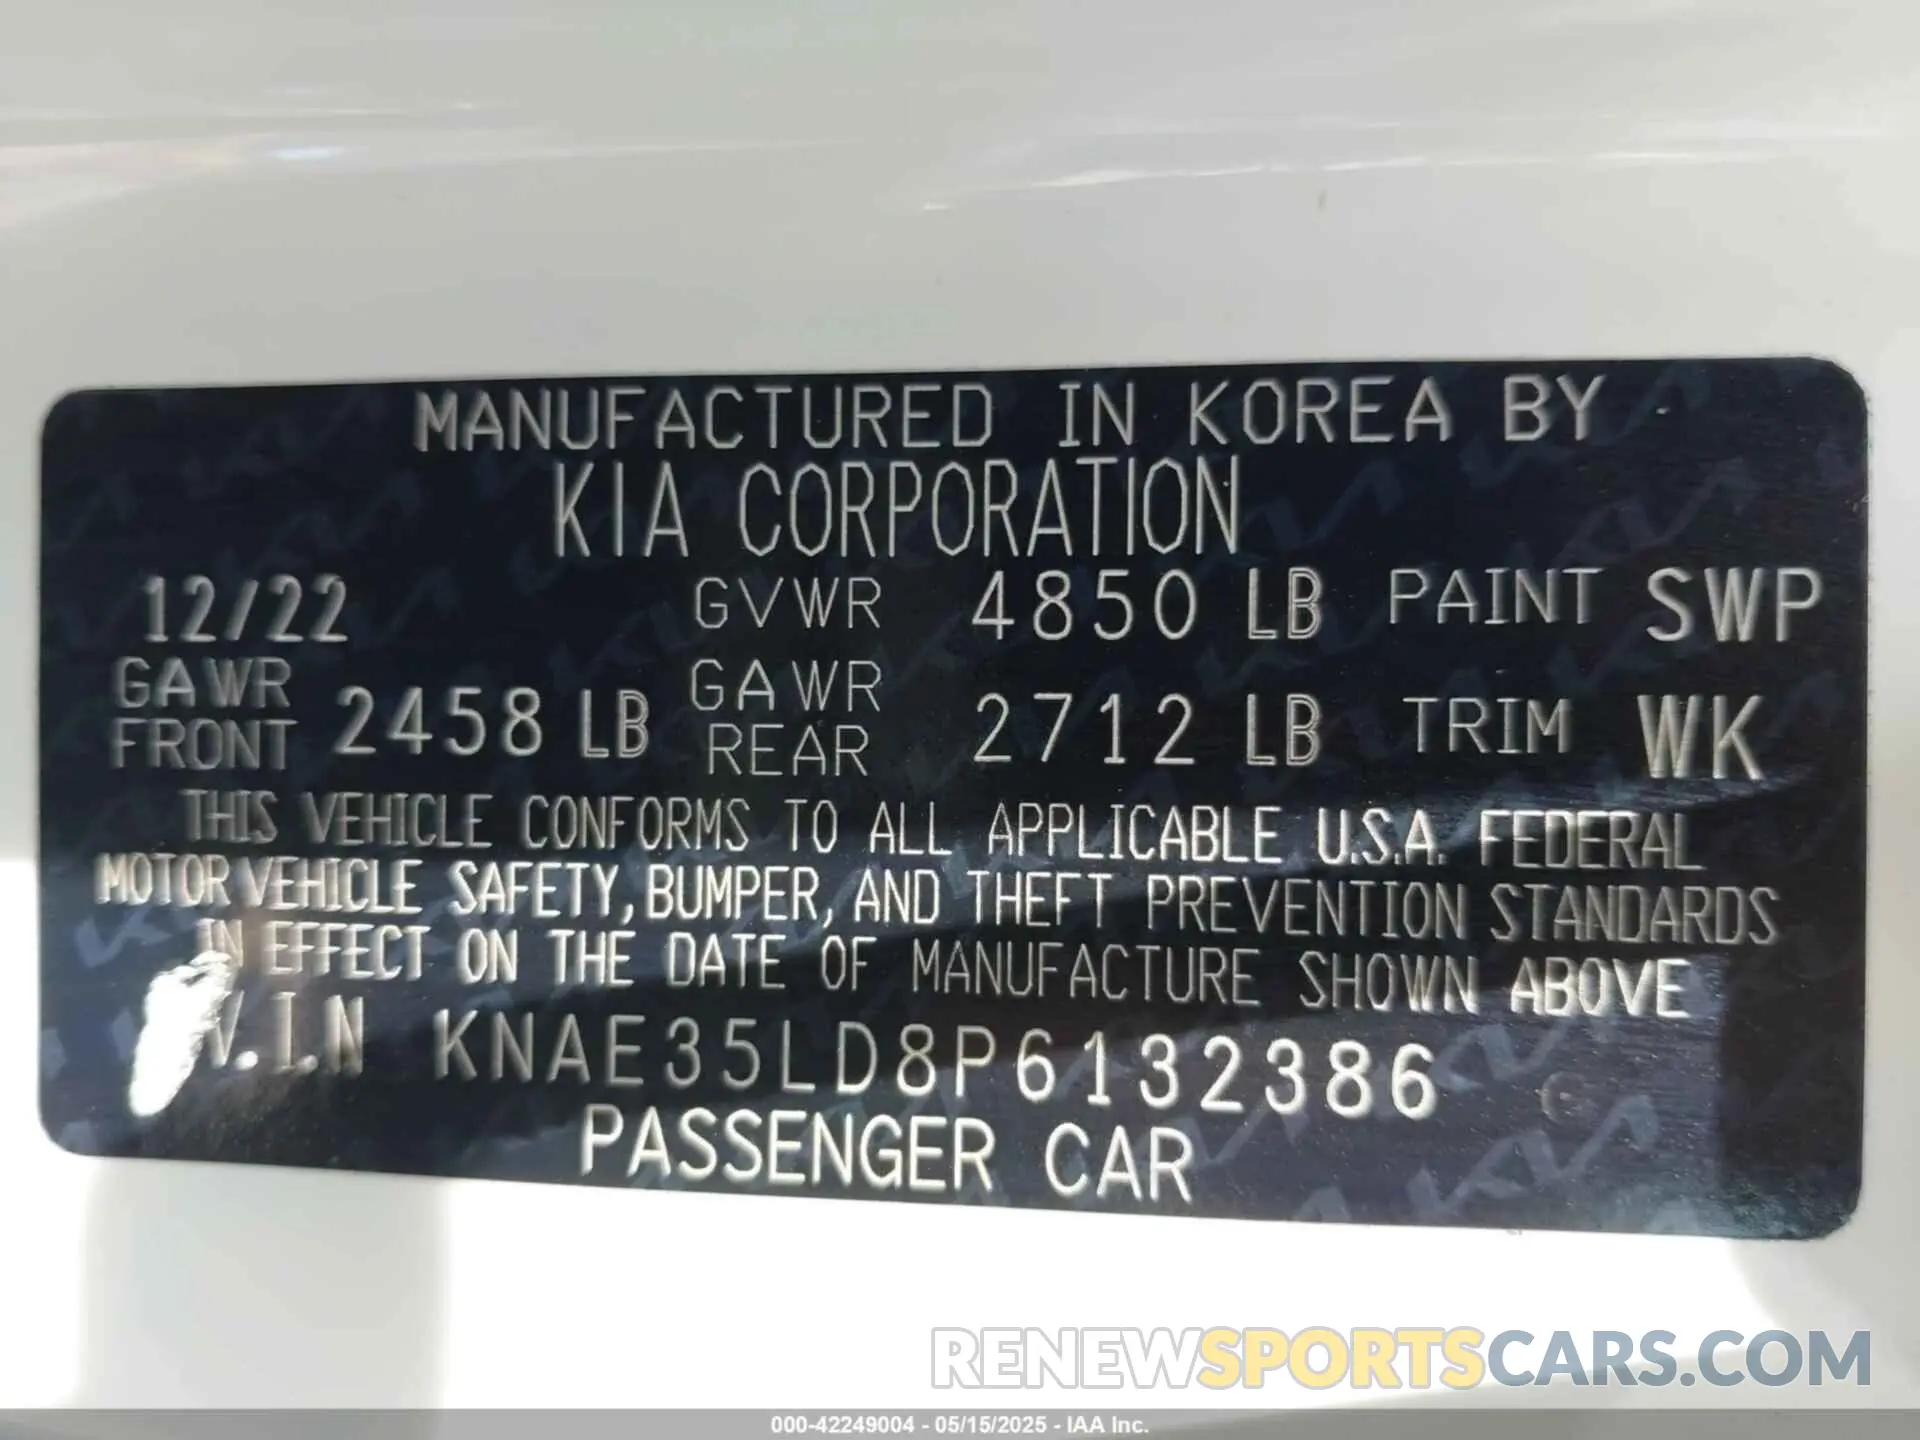 MANUFACTURED IN KOREA BY
KIA CORPORATION
12/22 GVWR 4850 LB PAINT SWP
GAWR FRONT 2458 LB GAWR REAR 2712 LB TRIM WK
THIS VEHICLE CONFORMS TO ALL APPLICABLE U.S.A. FEDERAL
MOTOR VEHICLE SAFETY, BUMPER, AND THEFT PREVENTION STANDARDS
IN EFFECT ON THE DATE OF MANUFACTURE SHOWN ABOVE
V.I.N KNAE35LD8P6132386
PASSENGER CAR
RENEWSPORTSCARS.COM
000-42249004 - 05/15/2025 - IAA Inc.